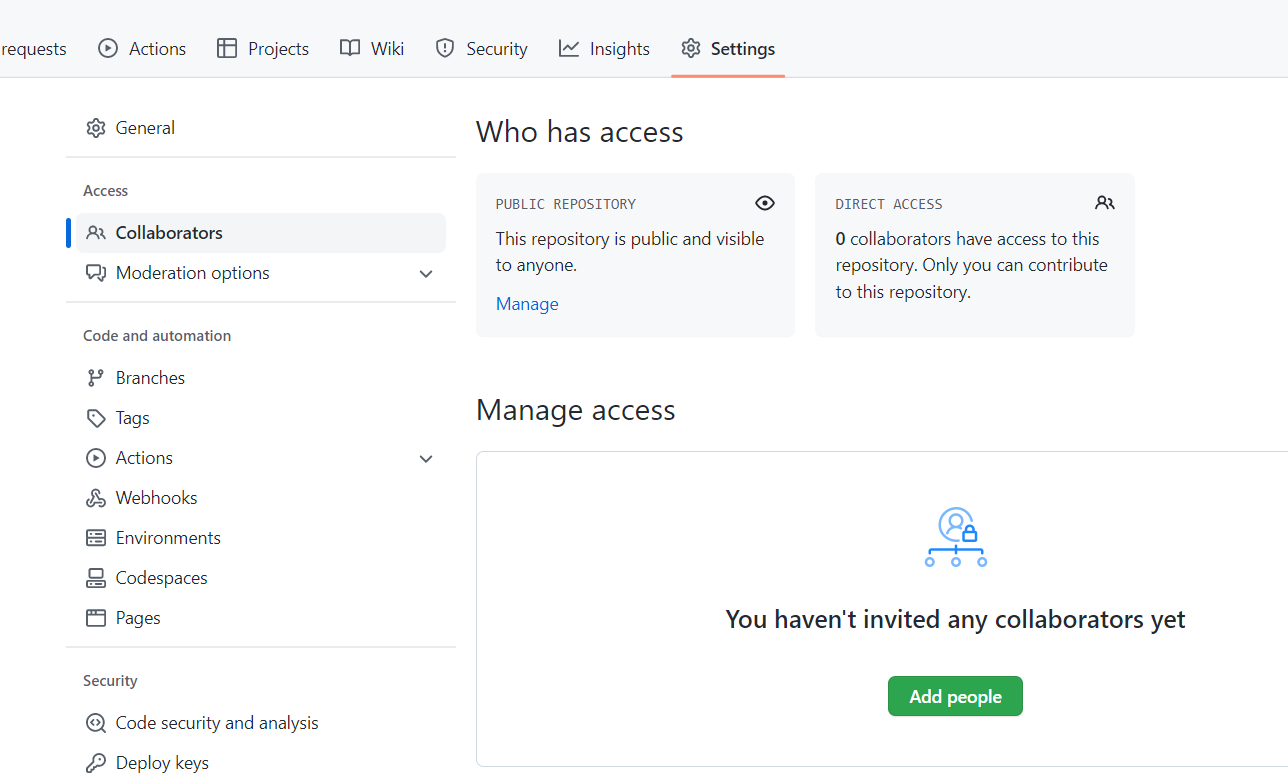 requests Actions Projects Wiki Security Insights Settings
General
Access
Collaborators
Moderation options
Code and automation
Branches
Tags
Actions
Webhooks
Environments
Codespaces
Pages
Security
Code security and analysis
Deploy keys
Who has access
PUBLIC REPOSITORY
This repository is public and visible
to anyone.
Manage
DIRECT ACCESS
0 collaborators have access to this
repository. Only you can contribute
to this repository.
Manage access
You haven't invited any collaborators yet
Add people